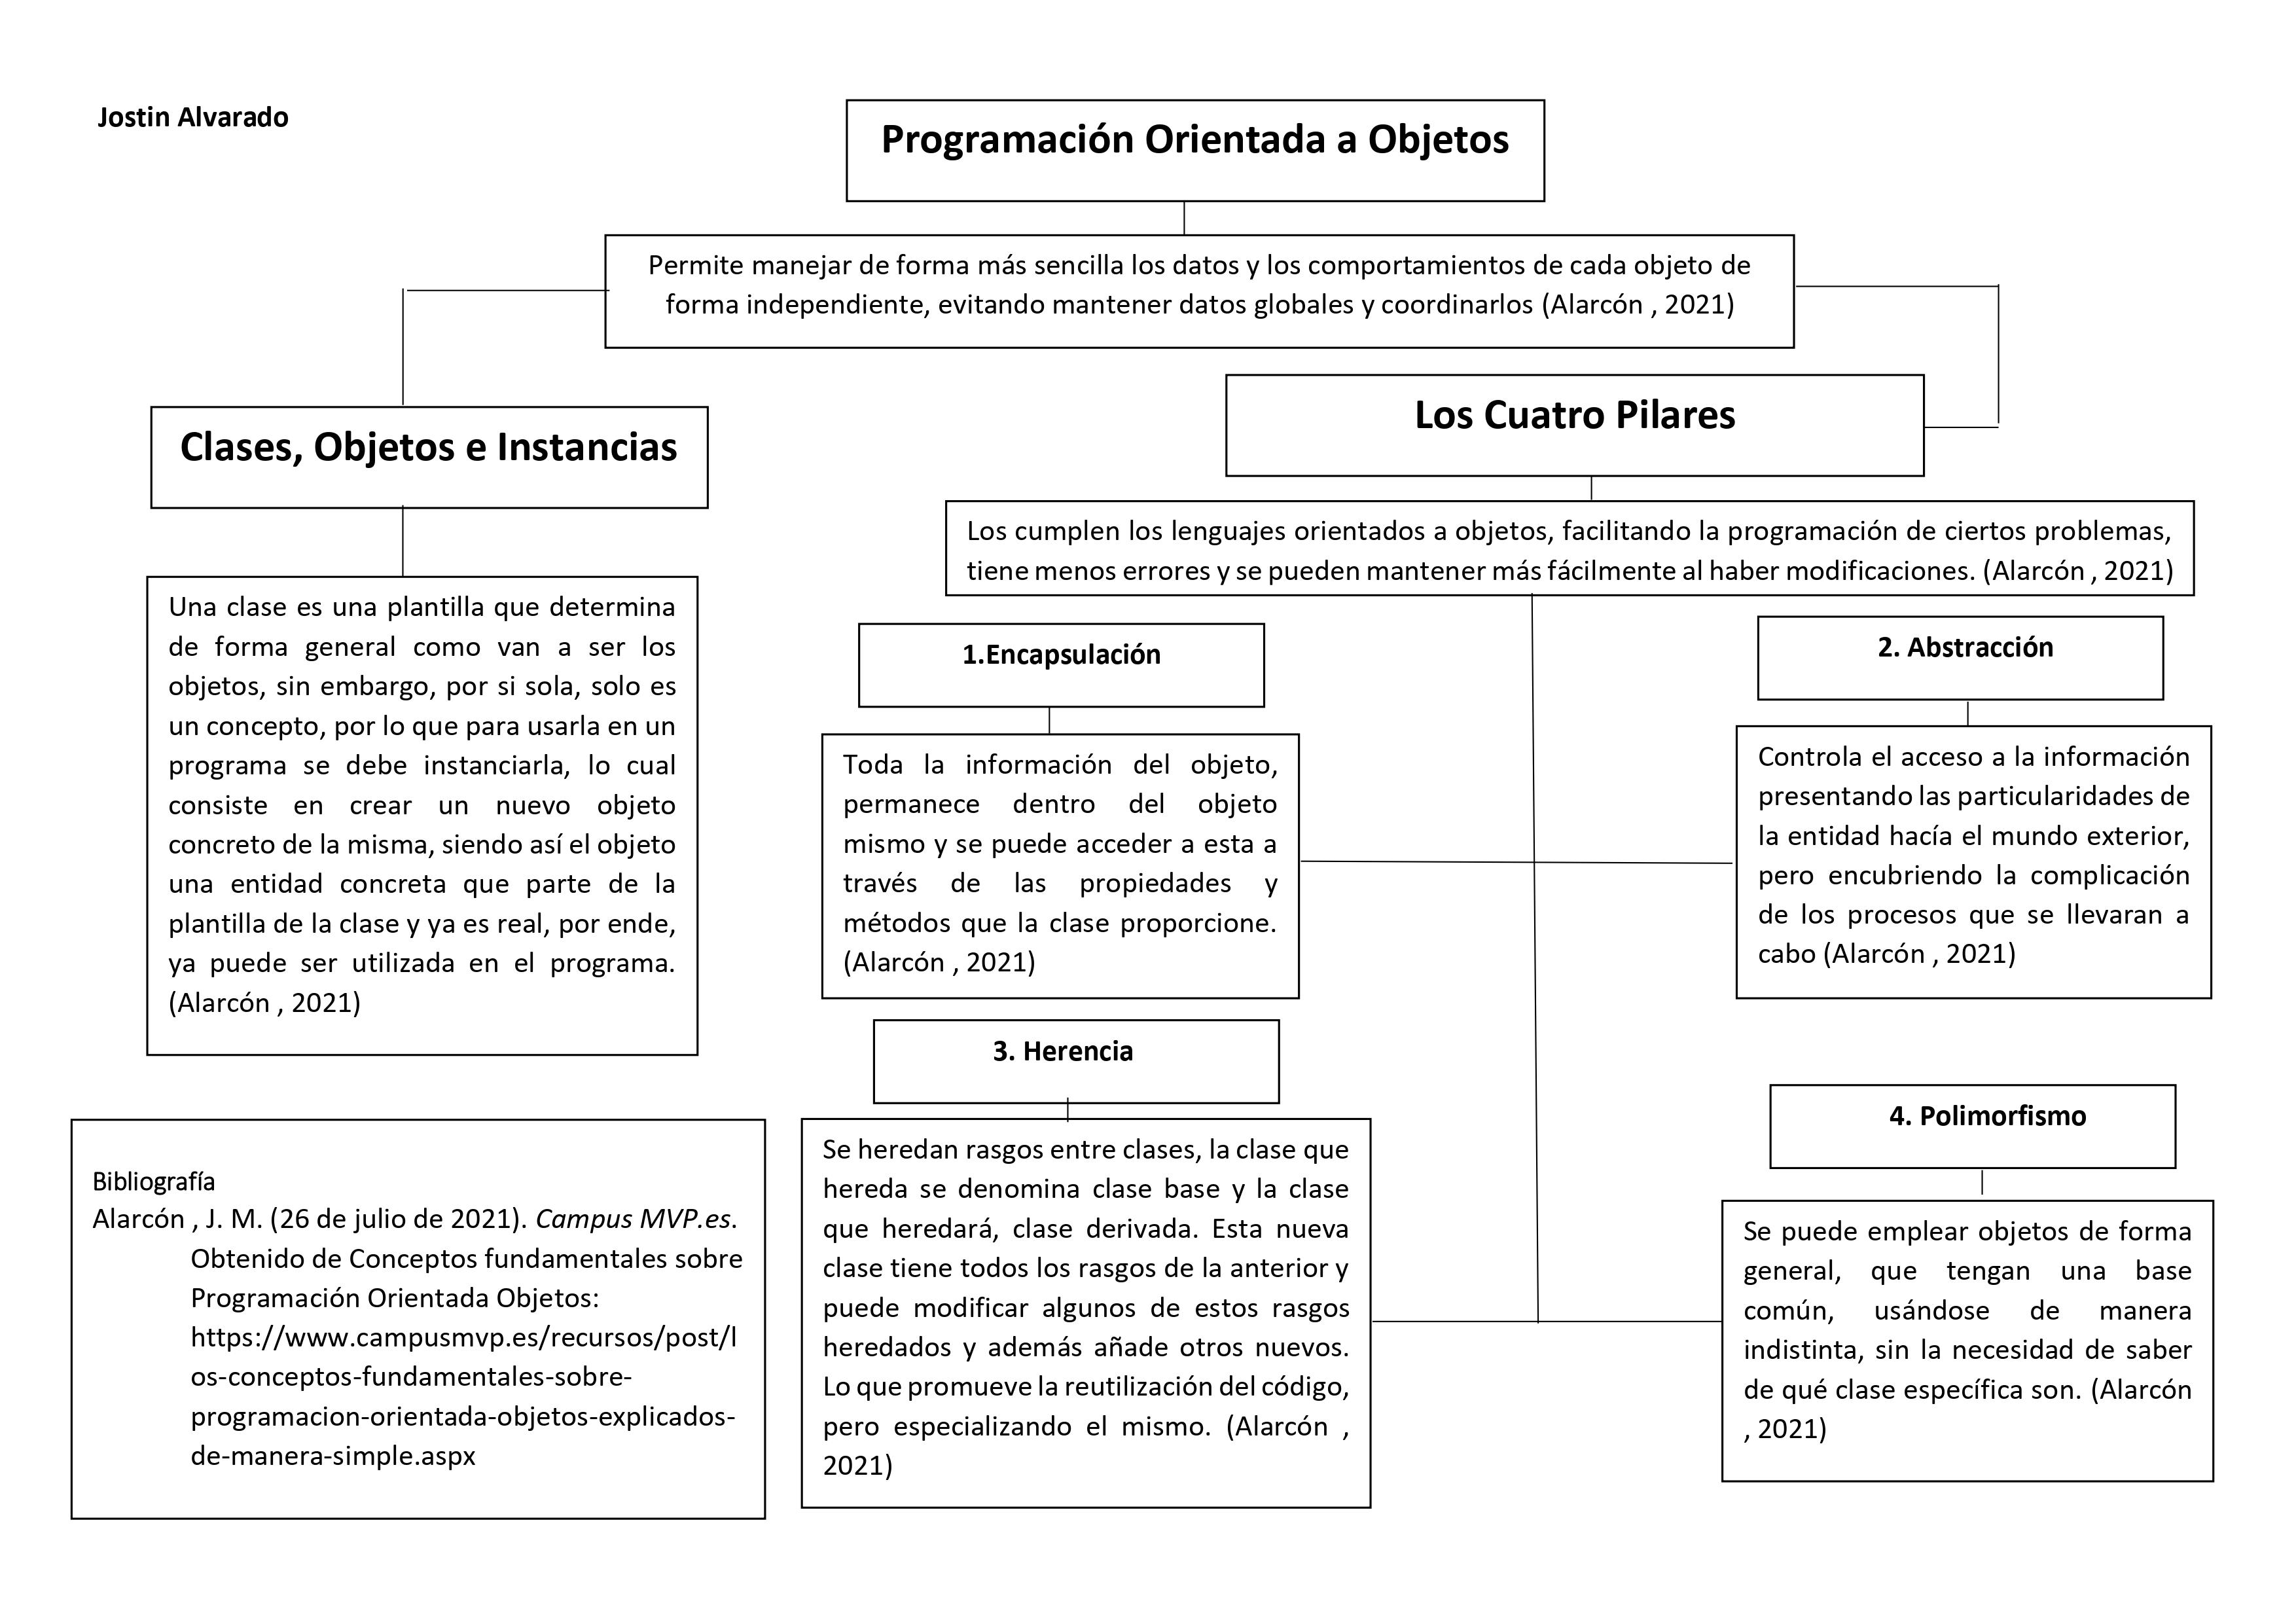 Jostin Alvarado
Programación Orientada a Objetos
Permite manejar de forma más sencilla los datos y los comportamientos de cada objeto de
forma independiente, evitando mantener datos globales y coordinarlos (Alarcón , 2021)
Clases, Objetos e Instancias
Una clase es una plantilla que determina
de forma general como van a ser los
objetos, sin embargo, por si sola, solo es
un concepto, por lo que para usarla en un
programa se debe instanciarla, lo cual
consiste en crear un nuevo objeto
concreto de la misma, siendo así el objeto
una entidad concreta que parte de la
plantilla de la clase y ya es real, por ende,
ya puede ser utilizada en el programa.
(Alarcón , 2021)
Los Cuatro Pilares
Los cumplen los lenguajes orientados a objetos, facilitando la programación de ciertos problemas,
tiene menos errores y se pueden mantener más fácilmente al haber modificaciones. (Alarcón , 2021)
1.Encapsulación
Toda la información del objeto,
permanece dentro del objeto
mismo y se puede acceder a esta a
través de las propiedades y
métodos que la clase proporcione.
(Alarcón , 2021)
2. Abstracción
Controla el acceso a la información
presentando las particularidades de
la entidad hacía el mundo exterior,
pero encubriendo la complicación
de los procesos que se llevaran a
cabo (Alarcón , 2021)
3. Herencia
Se heredan rasgos entre clases, la clase que
hereda se denomina clase base y la clase
que heredará, clase derivada. Esta nueva
clase tiene todos los rasgos de la anterior y
puede modificar algunos de estos rasgos
heredados y además añade otros nuevos.
Lo que promueve la reutilización del código,
pero especializando el mismo. (Alarcón ,
2021)
4. Polimorfismo
Se puede emplear objetos de forma
general, que tengan una base
común, usándose de manera
indistinta, sin la necesidad de saber
de qué clase específica son. (Alarcón
, 2021)
Bibliografía
Alarcón , J. M. (26 de julio de 2021). Campus MVP.es.
Obtenido de Conceptos fundamentales sobre
Programación Orientada Objetos:
https://www.campusmvp.es/recursos/post/l
os-conceptos-fundamentales-sobre-
programacion-orientada-objetos-explicados-
de-manera-simple.aspx